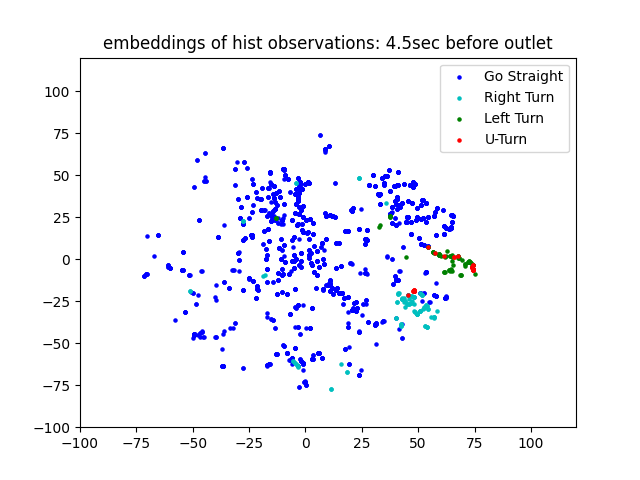 embeddings of hist observations: 4.5sec before outlet
Go Straight
Right Turn
Left Turn
U-Turn
100
75
50
25
0
−25
−50
−75
−100
−100 −75 −50 −25 0 25 50 75 100